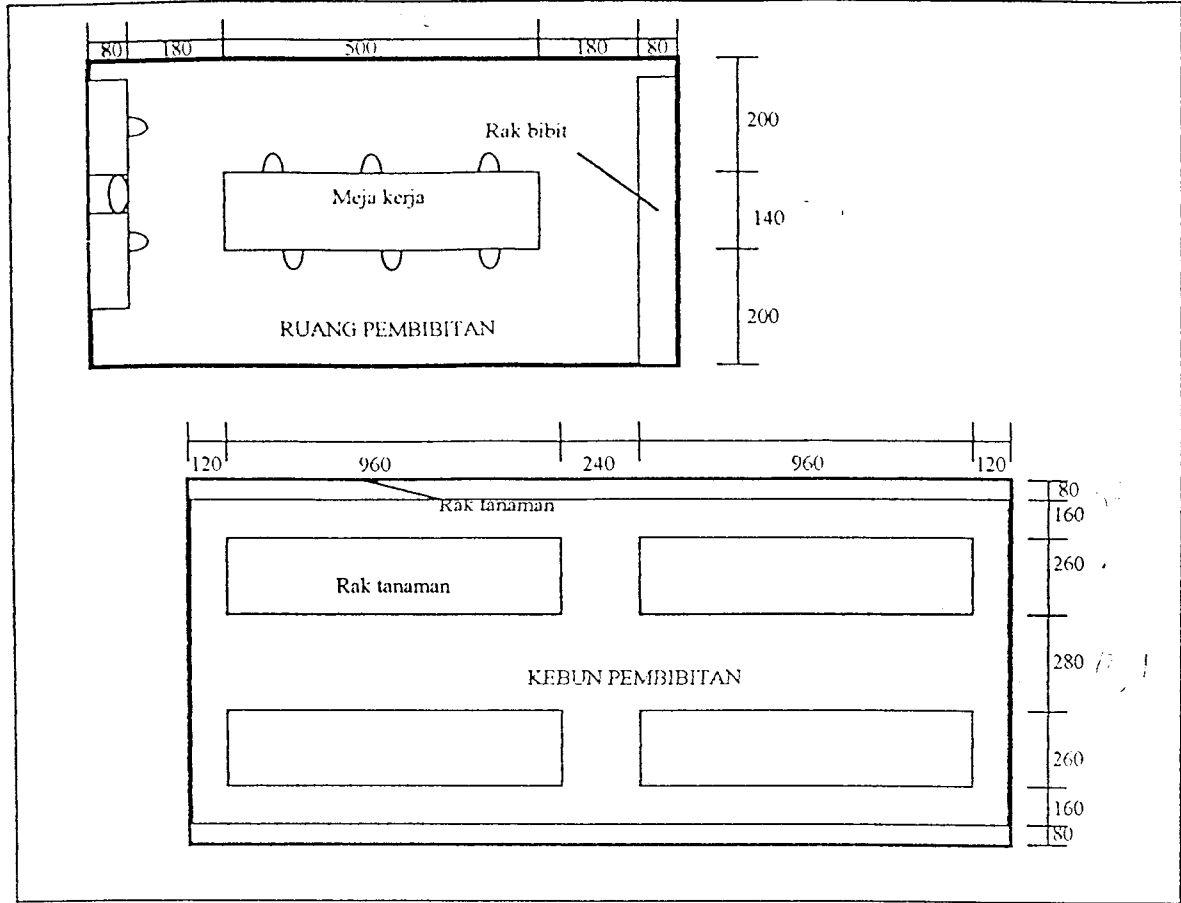 80 180 500 180 80
200
Rak bibit
Meja kerja
140
200
RUANG PEMBIBITAN
120 960 240 960 120
80
Rak tanaman
160
260
Rak tanaman
280
KEBUN PEMBIBITAN
260
160
80